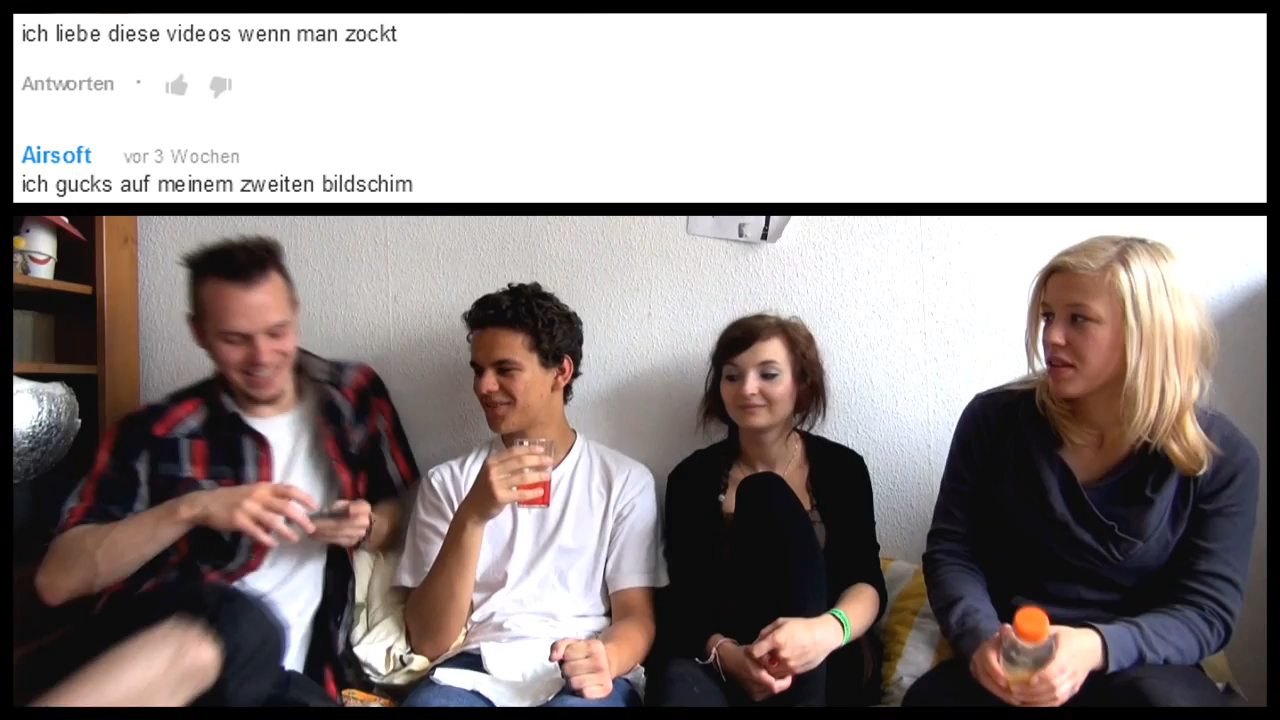 ich liebe diese videos wenn man zockt
Antworten ·
Airsoft vor 3 Wochen
ich gucks auf meinem zweiten bildschim